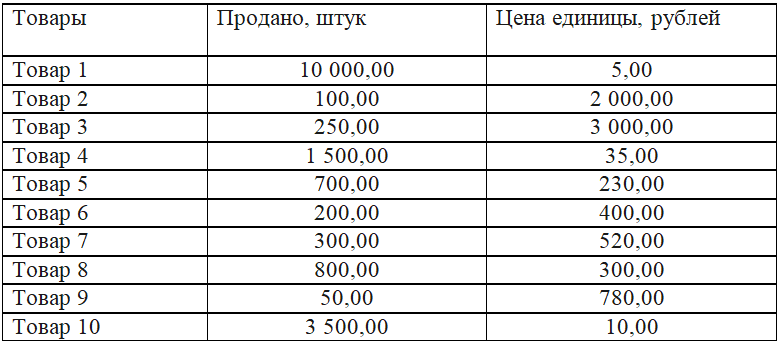 Товары Продано, штук Цена единицы, рублей
Товар 1 10 000,00 5,00
Товар 2 100,00 2 000,00
Товар 3 250,00 3 000,00
Товар 4 1 500,00 35,00
Товар 5 700,00 230,00
Товар 6 200,00 400,00
Товар 7 300,00 520,00
Товар 8 800,00 300,00
Товар 9 50,00 780,00
Товар 10 3 500,00 10,00